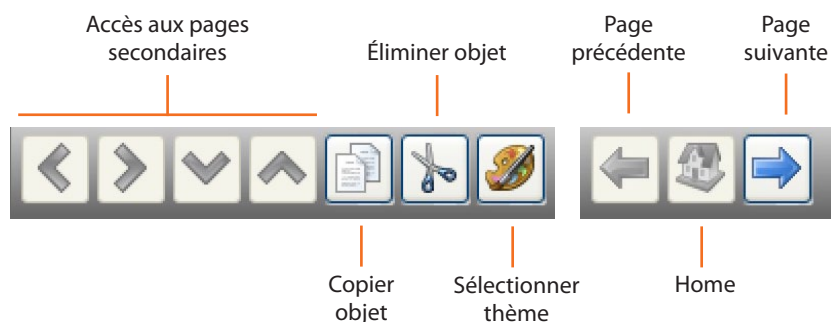 Accès aux pages
secondaires
Éliminer objet
Page
précédente
Page
suivante
Copier
objet
Sélectionner
thème
Home